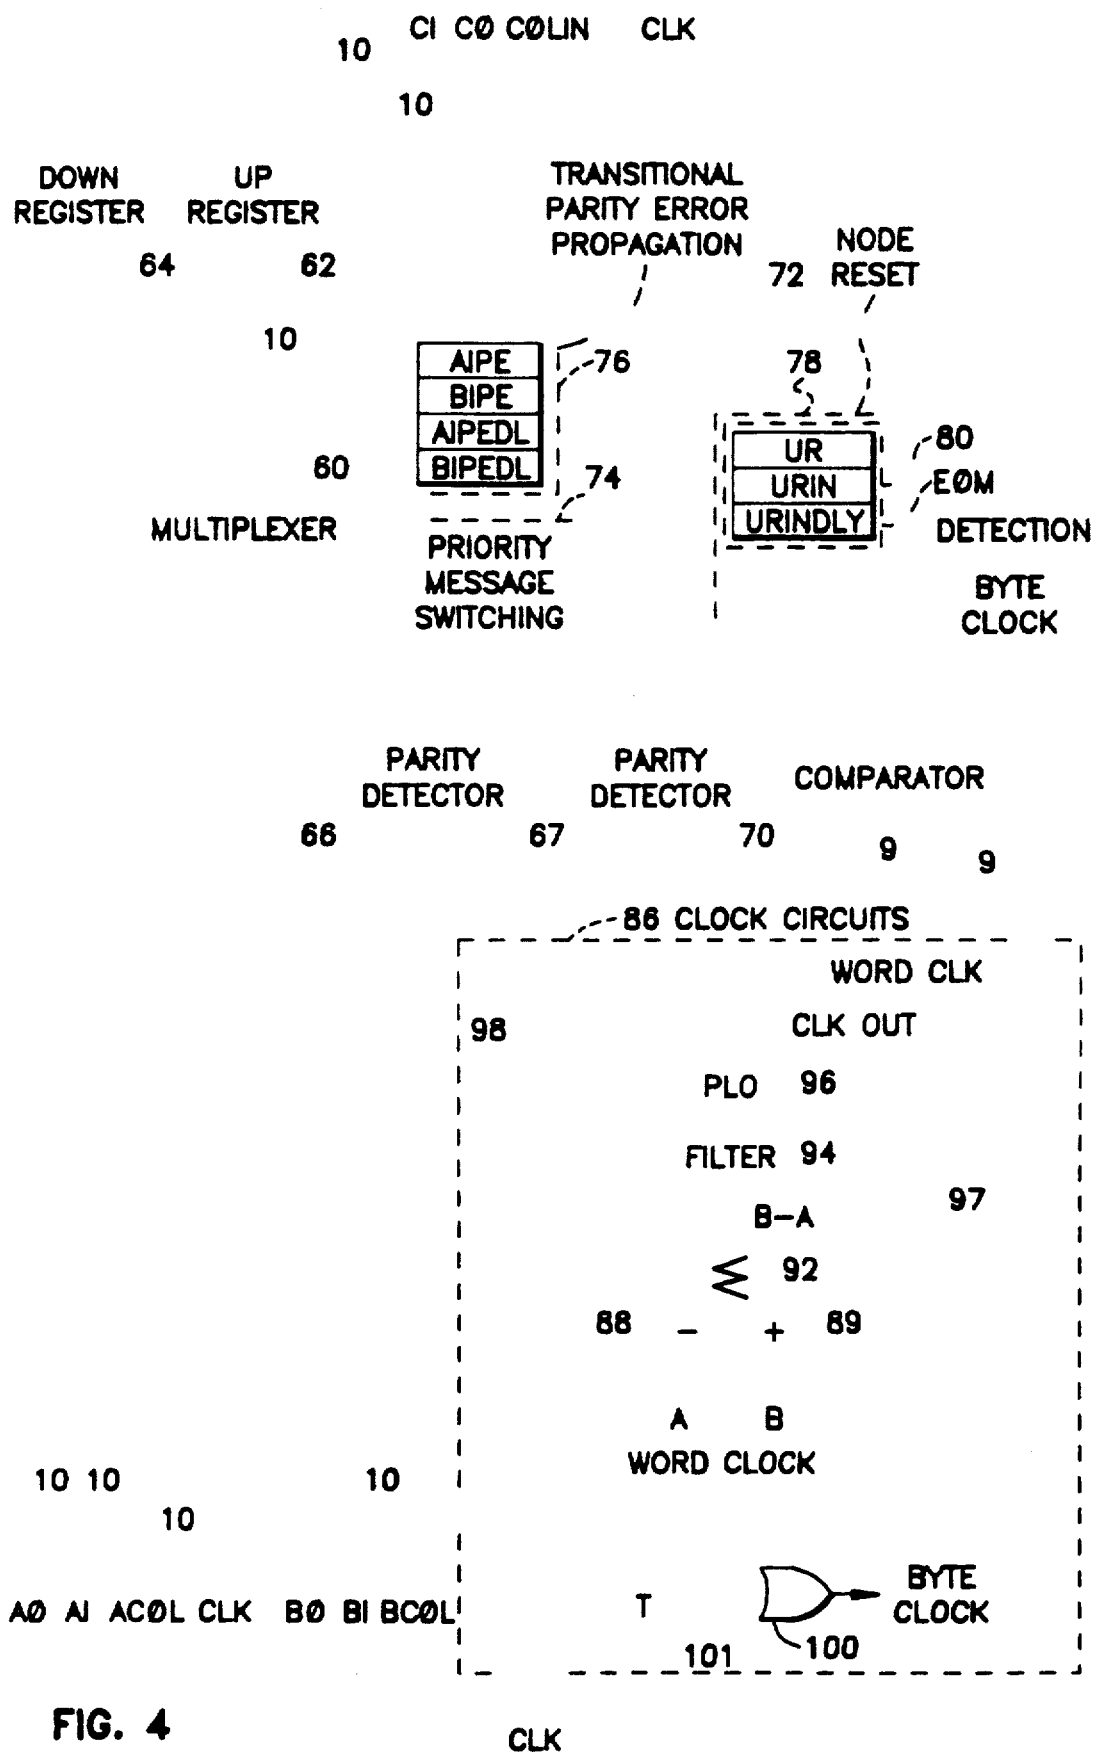 CI CØ CØLIN CLK
10
10
DOWN
REGISTER
UP
REGISTER
TRANSITIONAL
PARITY ERROR
PROPAGATION
NODE
RESET
64
62
72
10
AIPE
BIPE
AIPEDL
BIPEDL
76
78
UR
URIN
URINDLY
80
EØM
DETECTION
60
74
MULTIPLEXER
PRIORITY
MESSAGE
SWITCHING
BYTE
CLOCK
PARITY
DETECTOR
PARITY
DETECTOR
COMPARATOR
66
67
70
9
9
86 CLOCK CIRCUITS
WORD CLK
98
CLK OUT
PLO 96
FILTER 94
97
B-A
92
88 - + 89
A B
WORD CLOCK
10 10
10
10
AØ AI ACØL CLK BØ BI BCØL
T
BYTE
CLOCK
101
100
FIG. 4
CLK